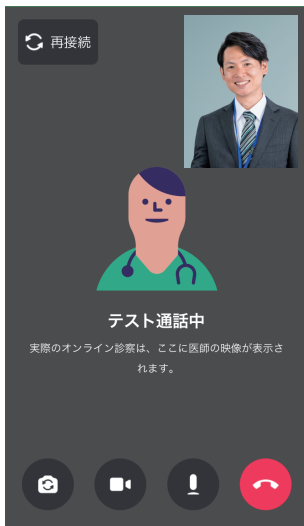 再接続
テスト通話中
実際のオンライン診察は、ここに医師の映像が表示さ
れます。